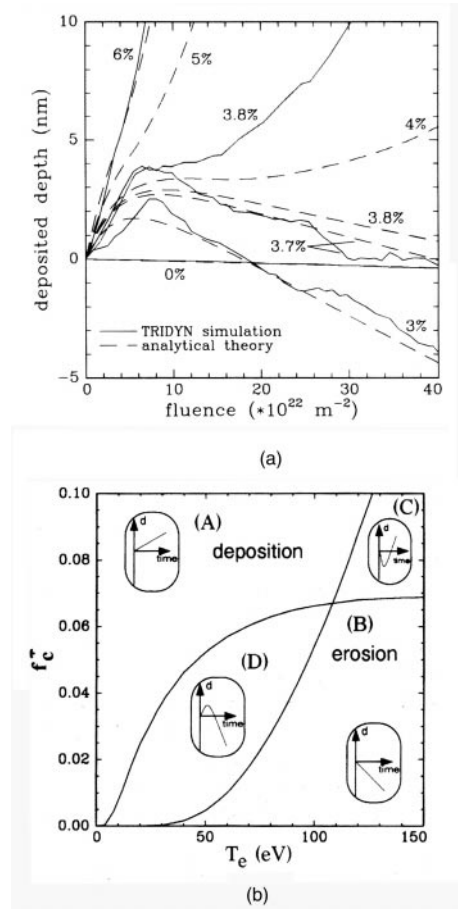 10
6%
5%
3.8%
4%
3.8%
3.7%
0%
3%
5
0
-5
deposited depth (nm)
TRIDYN simulation
analytical theory
0 10 20 30 40
fluence (*10²² m⁻²)
(a)
0.10
0.08
0.06
0.04
0.02
0.00
f_c^+
(A)
deposition
d
time
(C)
d
time
(B)
erosion
(D)
d
time
d
time
0 50 100 150
Tₑ (eV)
(b)